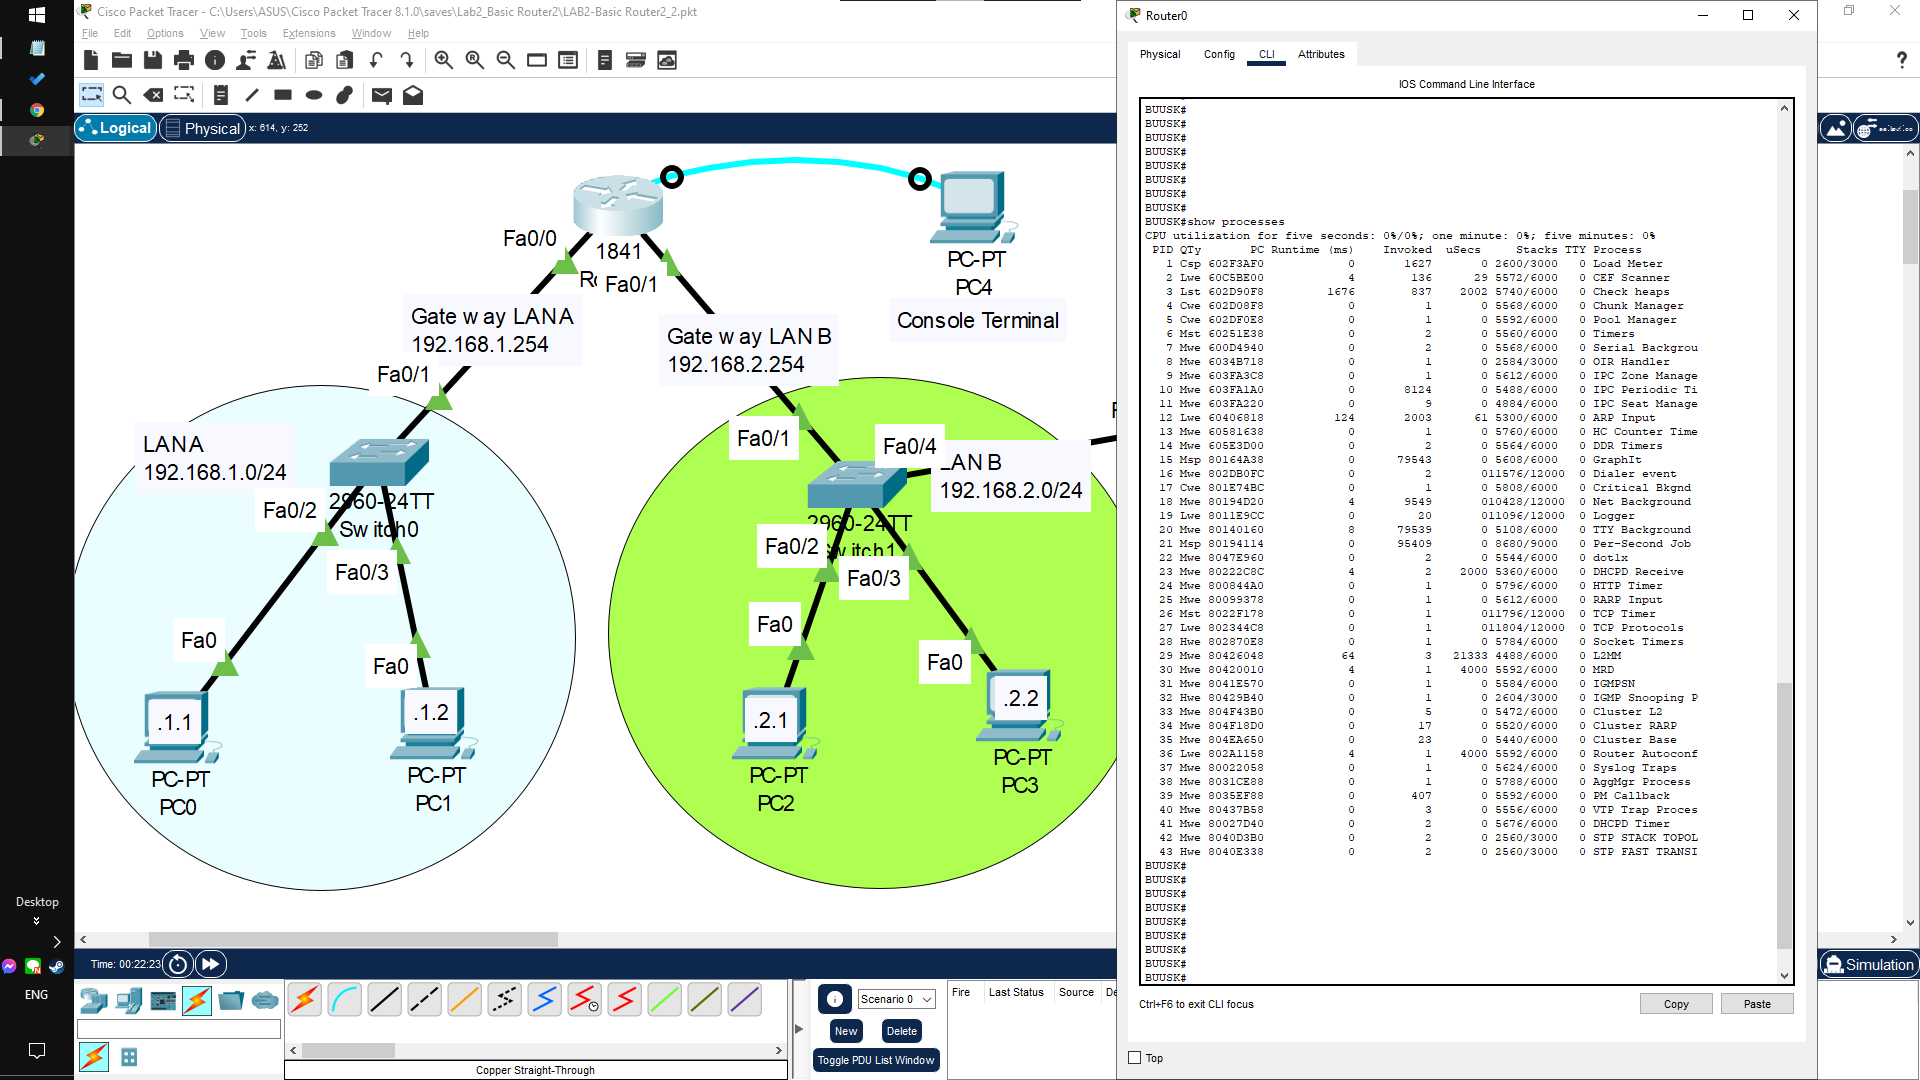 Cisco Packet Tracer - C:\Users\ASUS\Cisco Packet Tracer 8.1.0\saves\Lab2_Basic Router2\LAB2-Basic Router2_2.pkt
File Edit Options View Tools Extensions Window Help
Logical Physical x: 614, y: 252
Fa0/0
1841
Fa0/1
PC-PT
PC4
Console Terminal
Gate way LAN A
192.168.1.254
Gate way LAN B
192.168.2.254
Fa0/1
Fa0/1
Fa0/4
LAN A
192.168.1.0/24
LAN B
192.168.2.0/24
Fa0/2
2960-24TT
Switch0
Fa0/3
2960-24TT
Switch1
Fa0/2
Fa0/3
Fa0
Fa0
Fa0
Fa0
.1.1
.1.2
.2.1
.2.2
PC-PT
PC0
PC-PT
PC1
PC-PT
PC2
PC-PT
PC3
Desktop
ENG
Time: 00:22:23
Scenario 0
New Delete
Toggle PDU List Window
Fire Last Status Source De
Copper Straight-Through
Simulation
Router0
Physical Config CLI Attributes
IOS Command Line Interface
BUUSK#
BUUSK#
BUUSK#
BUUSK#
BUUSK#
BUUSK#
BUUSK#
BUUSK#
BUUSK#show processes
CPU utilization for five seconds: 0%/0%; one minute: 0%; five minutes: 0%
PID QTy PC Runtime (ms) Invoked uSecs Stacks TTY Process
1 Csp 602F3AF0 0 1627 0 2600/3000 0 Load Meter
2 Lwe 60C5BE00 4 136 29 5572/6000 0 CEF Scanner
3 Lst 602D90F8 1676 837 2002 5740/6000 0 Check heaps
4 Cwe 602D08F8 0 1 0 5568/6000 0 Chunk Manager
5 Cwe 602DF0E8 0 1 0 5592/6000 0 Pool Manager
6 Mst 60251E38 0 2 0 5560/6000 0 Timers
7 Mwe 600D4940 0 2 0 5568/6000 0 Serial Backgrou
8 Mwe 6034B718 0 1 0 2584/3000 0 OIR Handler
9 Mwe 603FA3C8 0 1 0 5612/6000 0 IPC Zone Manage
10 Mwe 603FA1A0 0 8124 0 5488/6000 0 IPC Periodic Ti
11 Mwe 603FA220 0 9 0 4884/6000 0 IPC Seat Manage
12 Lwe 60406818 124 2003 61 5300/6000 0 ARP Input
13 Mwe 60581638 0 1 0 5760/6000 0 HC Counter Time
14 Mwe 605E3D00 0 2 0 5564/6000 0 DDR Timers
15 Msp 80164A38 0 79543 0 5608/6000 0 GraphIt
16 Mwe 802DB0FC 0 2 011576/12000 0 Dialer event
17 Cwe 801E74BC 0 1 0 5808/6000 0 Critical Bkgnd
18 Mwe 80194D20 4 9549 010428/12000 0 Net Background
19 Lwe 8011E9CC 0 20 011096/12000 0 Logger
20 Mwe 80140160 8 79539 0 5108/6000 0 TTY Background
21 Msp 80194114 0 95409 0 8680/9000 0 Per-Second Job
22 Mwe 8047E960 0 2 0 5544/6000 0 dot1x
23 Mwe 80222C8C 4 2 2000 5360/6000 0 DHCPD Receive
24 Mwe 800844A0 0 1 0 5796/6000 0 HTTP Timer
25 Mwe 80099378 0 1 0 5612/6000 0 RARP Input
26 Mst 8022F178 0 1 011796/12000 0 TCP Timer
27 Lwe 802344C8 0 1 011804/12000 0 TCP Protocols
28 Hwe 802870E8 0 1 0 5784/6000 0 Socket Timers
29 Mwe 80426048 64 3 21333 4488/6000 0 L2MM
30 Mwe 80420010 4 1 4000 5592/6000 0 MRD
31 Mwe 8041E570 0 1 0 5584/6000 0 IGMPSN
32 Hwe 80429B40 0 1 0 2604/3000 0 IGMP Snooping P
33 Mwe 804F43B0 0 5 0 5472/6000 0 Cluster L2
34 Mwe 804F18D0 0 17 0 5520/6000 0 Cluster RARP
35 Mwe 804EA650 0 23 0 5440/6000 0 Cluster Base
36 Lwe 802A1158 4 1 4000 5592/6000 0 Router Autoconf
37 Mwe 80022058 0 1 0 5624/6000 0 Syslog Traps
38 Mwe 8031CE88 0 1 0 5788/6000 0 AggMgr Process
39 Mwe 8035EF88 0 407 0 5592/6000 0 PM Callback
40 Mwe 80437B58 0 3 0 5556/6000 0 VTP Trap Proces
41 Mwe 80027D40 0 2 0 5676/6000 0 DHCPD Timer
42 Mwe 8040D3B0 0 2 0 2560/3000 0 STP STACK TOPOL
43 Hwe 8040E338 0 2 0 2560/3000 0 STP FAST TRANSI
BUUSK#
BUUSK#
BUUSK#
BUUSK#
BUUSK#
BUUSK#
BUUSK#
BUUSK#
BUUSK#
Ctrl+F6 to exit CLI focus
Copy Paste
Top